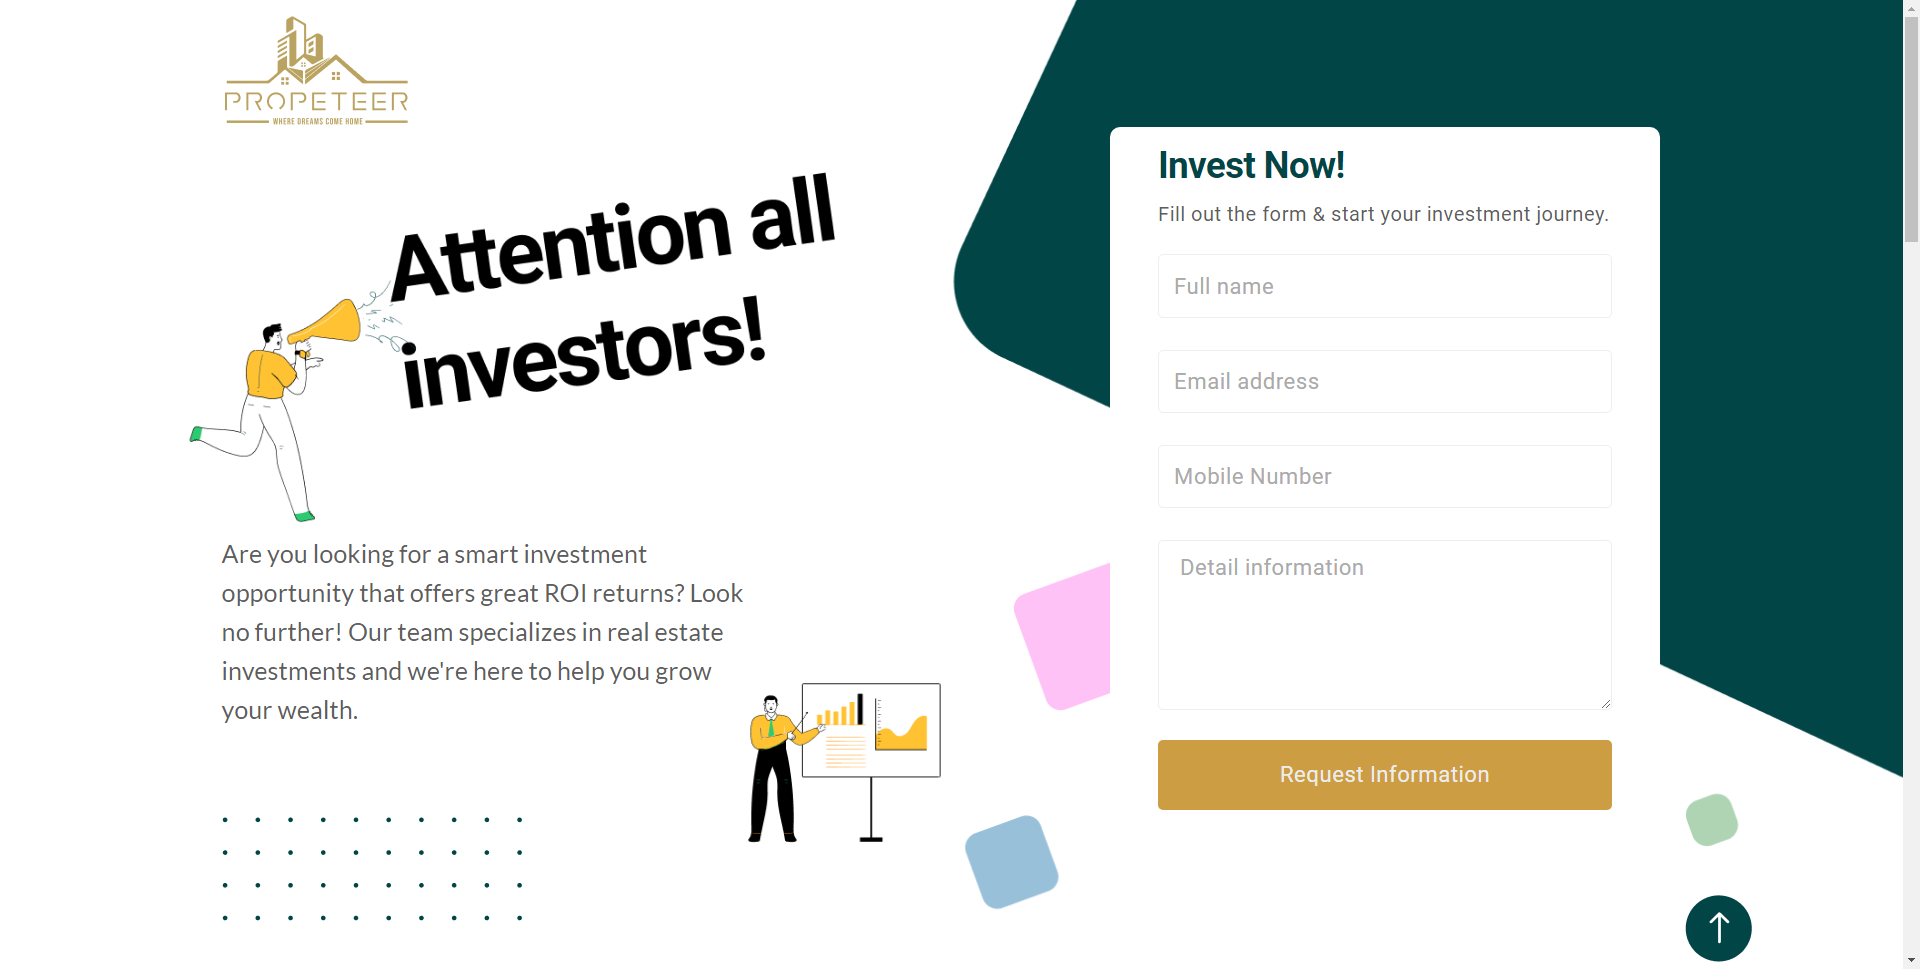 PROPETEER
WHERE DREAMS COME HOME
Attention all
investors!
Are you looking for a smart investment
opportunity that offers great ROI returns? Look
no further! Our team specializes in real estate
investments and we're here to help you grow
your wealth.
Invest Now!
Fill out the form & start your investment journey.
Full name
Email address
Mobile Number
Detail information
Request Information